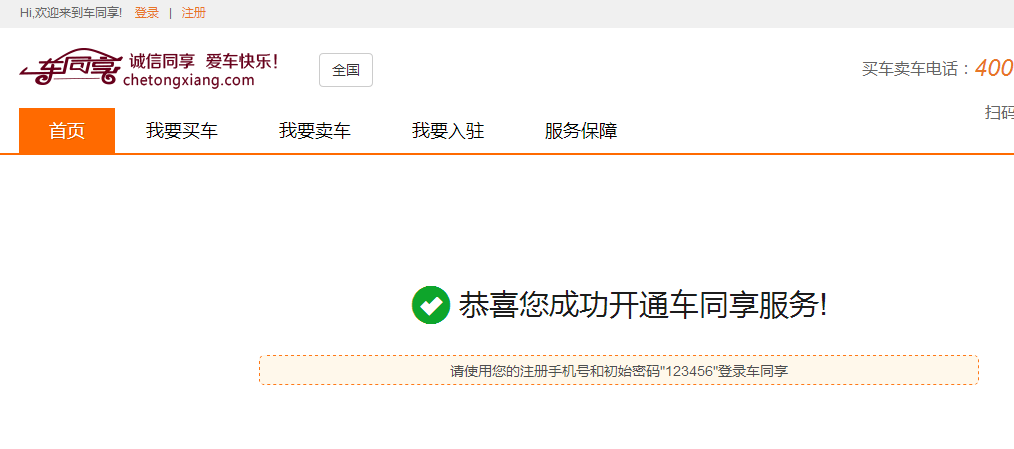 Hi,欢迎来到车同享! 登录 | 注册
车同享 诚信同享 爱车快乐!
chetongxiang.com
全国
买车卖车电话：400
扫码
首页 我要买车 我要卖车 我要入驻 服务保障
恭喜您成功开通车同享服务!
请使用您的注册手机号和初始密码"123456"登录车同享